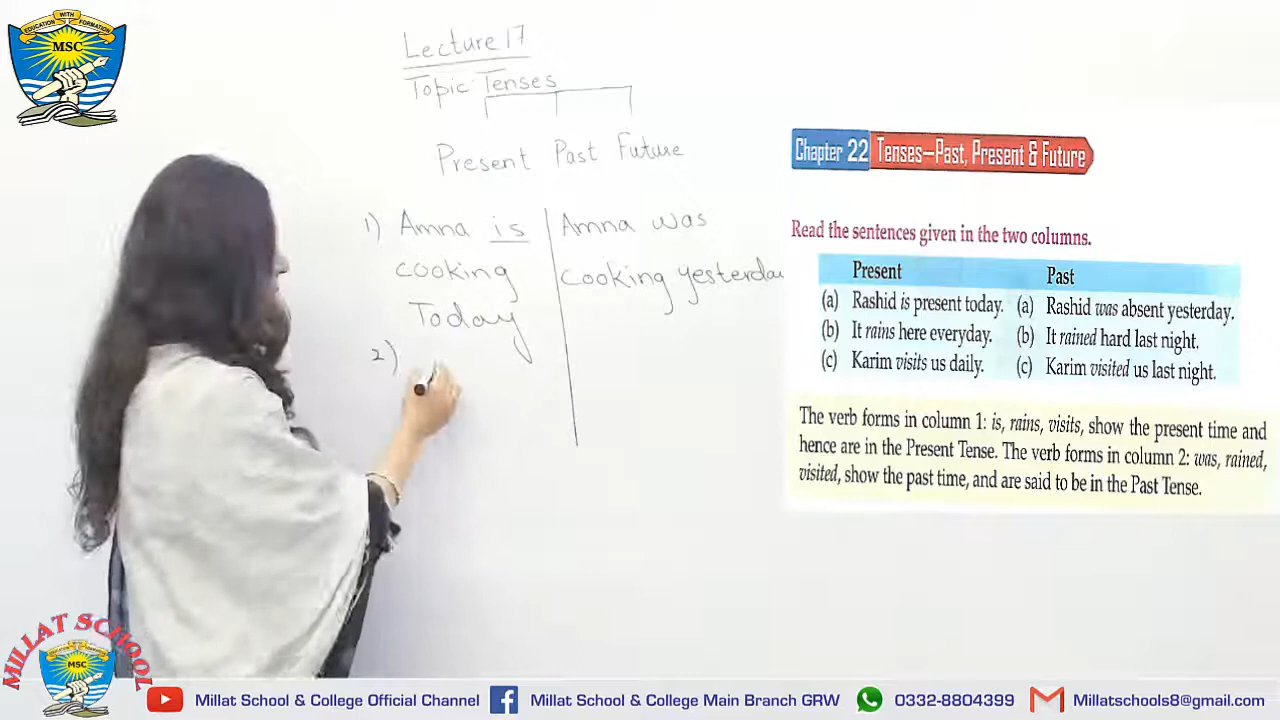 EDUCATION WITH FORMATION
MSC
Lecture 17
Topic Tenses
Present Past Future
1) Amna is
cooking
Today
2)
Amna was
Cooking yesterday
Chapter 22 Tenses—Past, Present & Future
Read the sentences given in the two columns.
Present Past
(a) Rashid is present today. (a) Rashid was absent yesterday.
(b) It rains here everyday. (b) It rained hard last night.
(c) Karim visits us daily. (c) Karim visited us last night.
The verb forms in column 1: is, rains, visits, show the present time and
hence are in the Present Tense. The verb forms in column 2: was, rained,
visited, show the past time, and are said to be in the Past Tense.
MILLAT SCHOOL
MSC
Millat School & College Official Channel Millat School & College Main Branch GRW 0332-8804399 Millatschools8@gmail.com